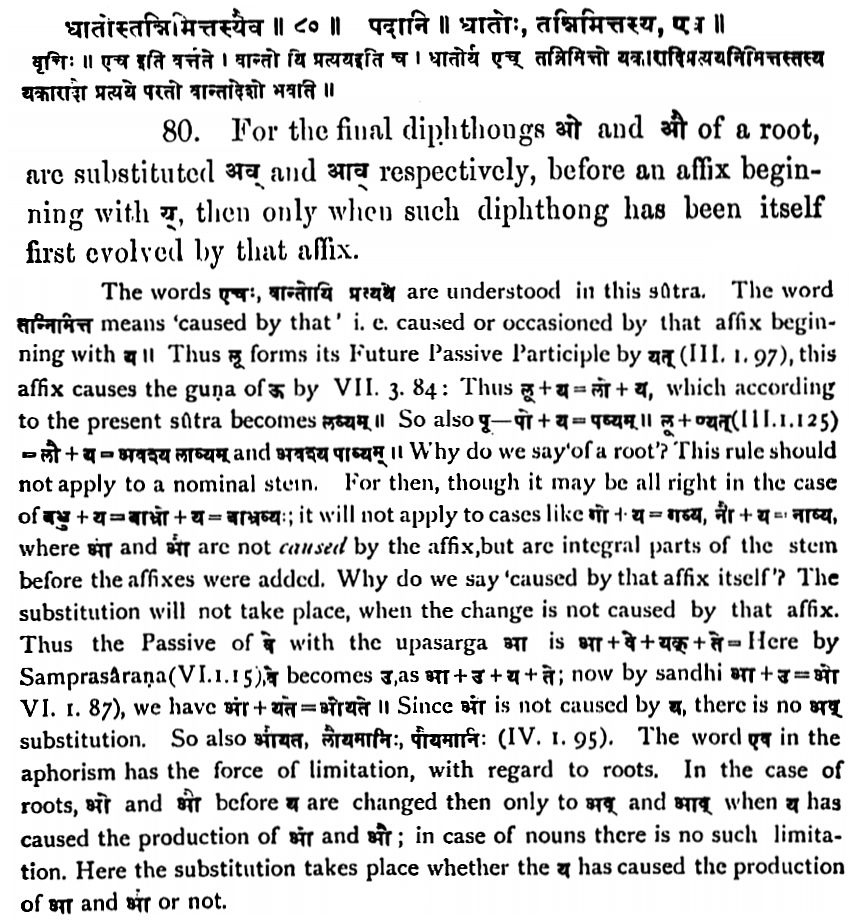 धातोस्तन्निमित्तस्यैव ॥ ८० ॥ पदानि ॥ धातोः, तन्निमित्तस्य, एव ॥
वृत्तिः ॥ एच इति वर्त्तते । वान्तो यि प्रत्ययइति च । धातोर्य एच् तन्निमित्तो यकारादिप्रत्ययनिमित्तस्तस्य
यकारादौ प्रत्यये परतो वान्तादेशो भवति ॥
80. For the final diphthongs ओ and औ of a root,
are substituted अव् and आव् respectively, before an affix begin-
ning with य्, then only when such diphthong has been itself
first evolved by that affix.
The words एचः, वान्तोयि प्रत्यये are understood in this sûtra. The word
तन्निमित्त means 'caused by that' i. e. caused or occasioned by that affix begin-
ning with य ॥ Thus लू forms its Future Passive Participle by यत् (III. 1. 97), this
affix causes the guṇa of ऊ by VII. 3. 84: Thus लू + य = लो + य, which according
to the present sûtra becomes लव्यम् ॥ So also पू—पो + य = पव्यम् ॥ लू + ण्यत् (III.1.125)
= लौ + य = अवश्य लाव्यम् and अवश्य पाव्यम् ॥ Why do we say 'of a root'? This rule should
not apply to a nominal stem. For then, though it may be all right in the case
of बभ्रु + य = बाभ्रो + य = बाभ्रव्यः; it will not apply to cases like गो + य = गव्य, नौ + य = नाव्य,
where ओ and औ are not caused by the affix,but are integral parts of the stem
before the affixes were added. Why do we say 'caused by that affix itself'? The
substitution will not take place, when the change is not caused by that affix.
Thus the Passive of वे with the upasarga आ is आ + वे + यक् + ते = Here by
Samprasâraṇa (VI.1.15), वे becomes उ,as आ + उ + य + ते; now by sandhi आ + उ = ओ
VI. 1. 87), we have ओ + यते = ओयते ॥ Since ओ is not caused by य, there is no अव्
substitution. So also औयत, लौयमानिः, पौयमानिः (IV. 1. 95). The word एव in the
aphorism has the force of limitation, with regard to roots. In the case of
roots, ओ and औ before य are changed then only to अव् and आव् when य has
caused the production of ओ and औ; in case of nouns there is no such limita-
tion. Here the substitution takes place whether the य has caused the production
of ओ and औ or not.